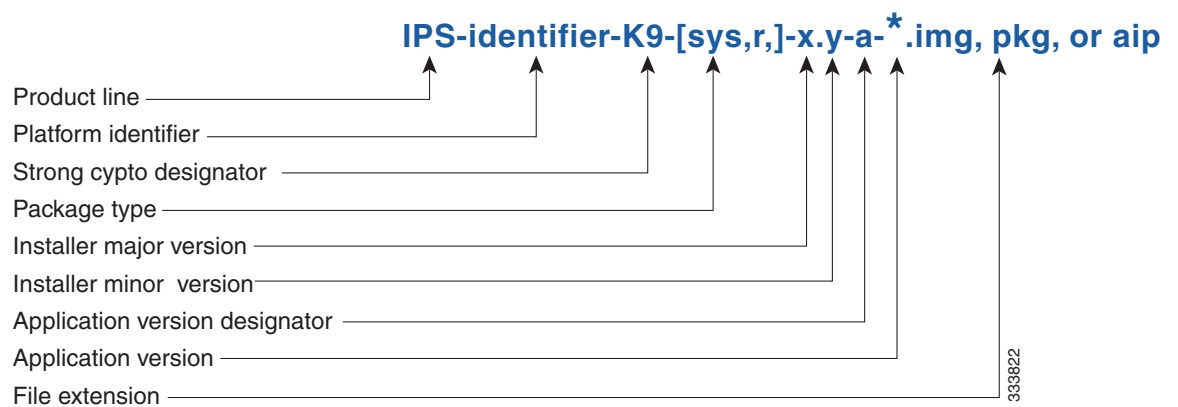 IPS-identifier-K9-[sys,r,]-x.y-a-*.img, pkg, or aip
Product line
Platform identifier
Strong cypto designator
Package type
Installer major version
Installer minor version
Application version designator
Application version
File extension
333822